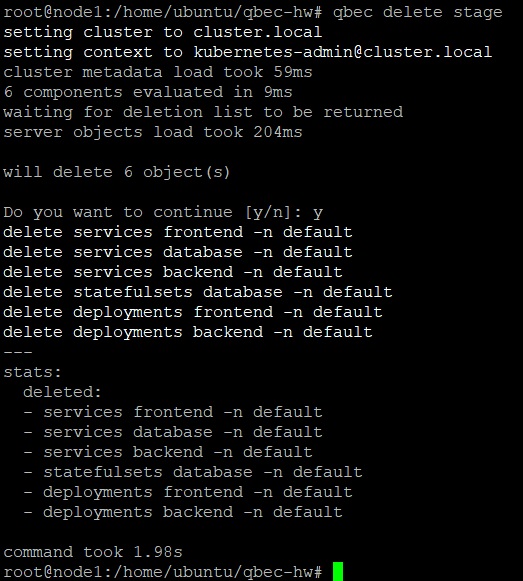 root@node1:/home/ubuntu/qbec-hw# qbec delete stage
setting cluster to cluster.local
setting context to kubernetes-admin@cluster.local
cluster metadata load took 59ms
6 components evaluated in 9ms
waiting for deletion list to be returned
server objects load took 204ms

will delete 6 object(s)

Do you want to continue [y/n]: y
delete services frontend -n default
delete services database -n default
delete services backend -n default
delete statefulsets database -n default
delete deployments frontend -n default
delete deployments backend -n default
---
stats:
  deleted:
  - services frontend -n default
  - services database -n default
  - services backend -n default
  - statefulsets database -n default
  - deployments frontend -n default
  - deployments backend -n default

command took 1.98s
root@node1:/home/ubuntu/qbec-hw#